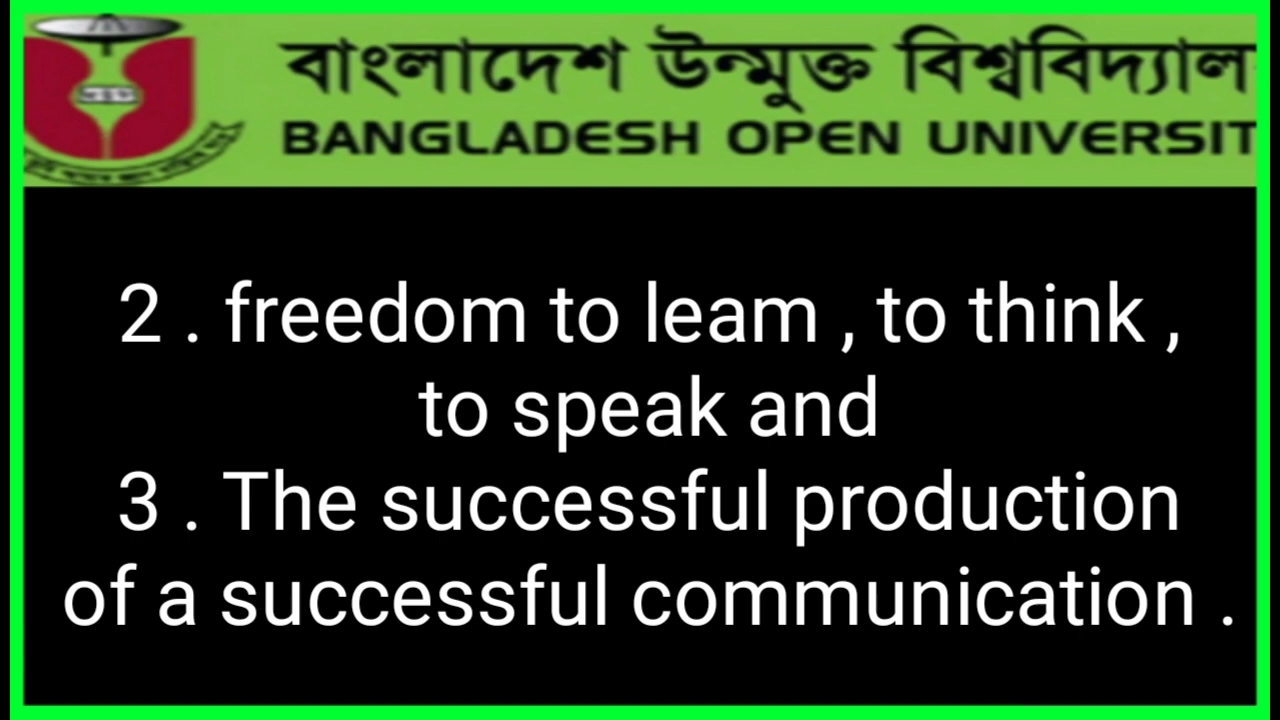 বাংলাদেশ উন্মুক্ত বিশ্ববিদ্যাল
BANGLADESH OPEN UNIVERSIT
2 . freedom to leam , to think ,
to speak and
3 . The successful production
of a successful communication .